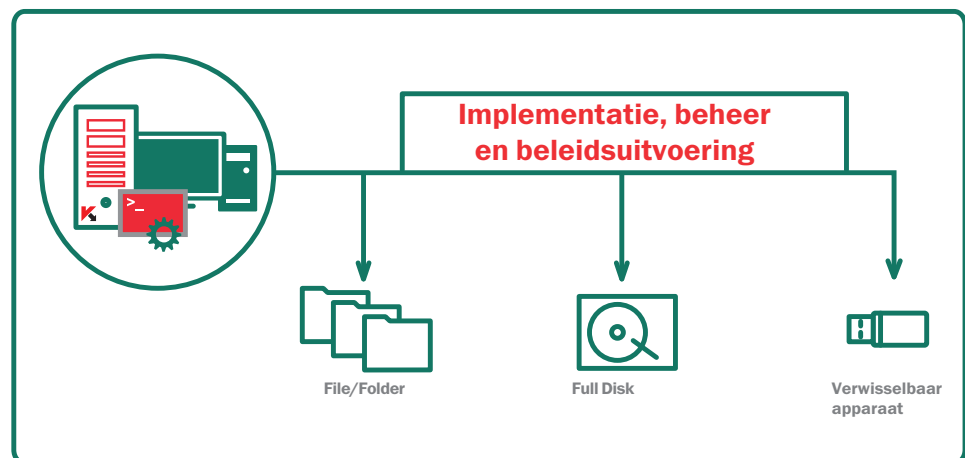 Implementatie, beheer
en beleidsuitvoering
>_
File/Folder
Full Disk
Verwisselbaar
apparaat